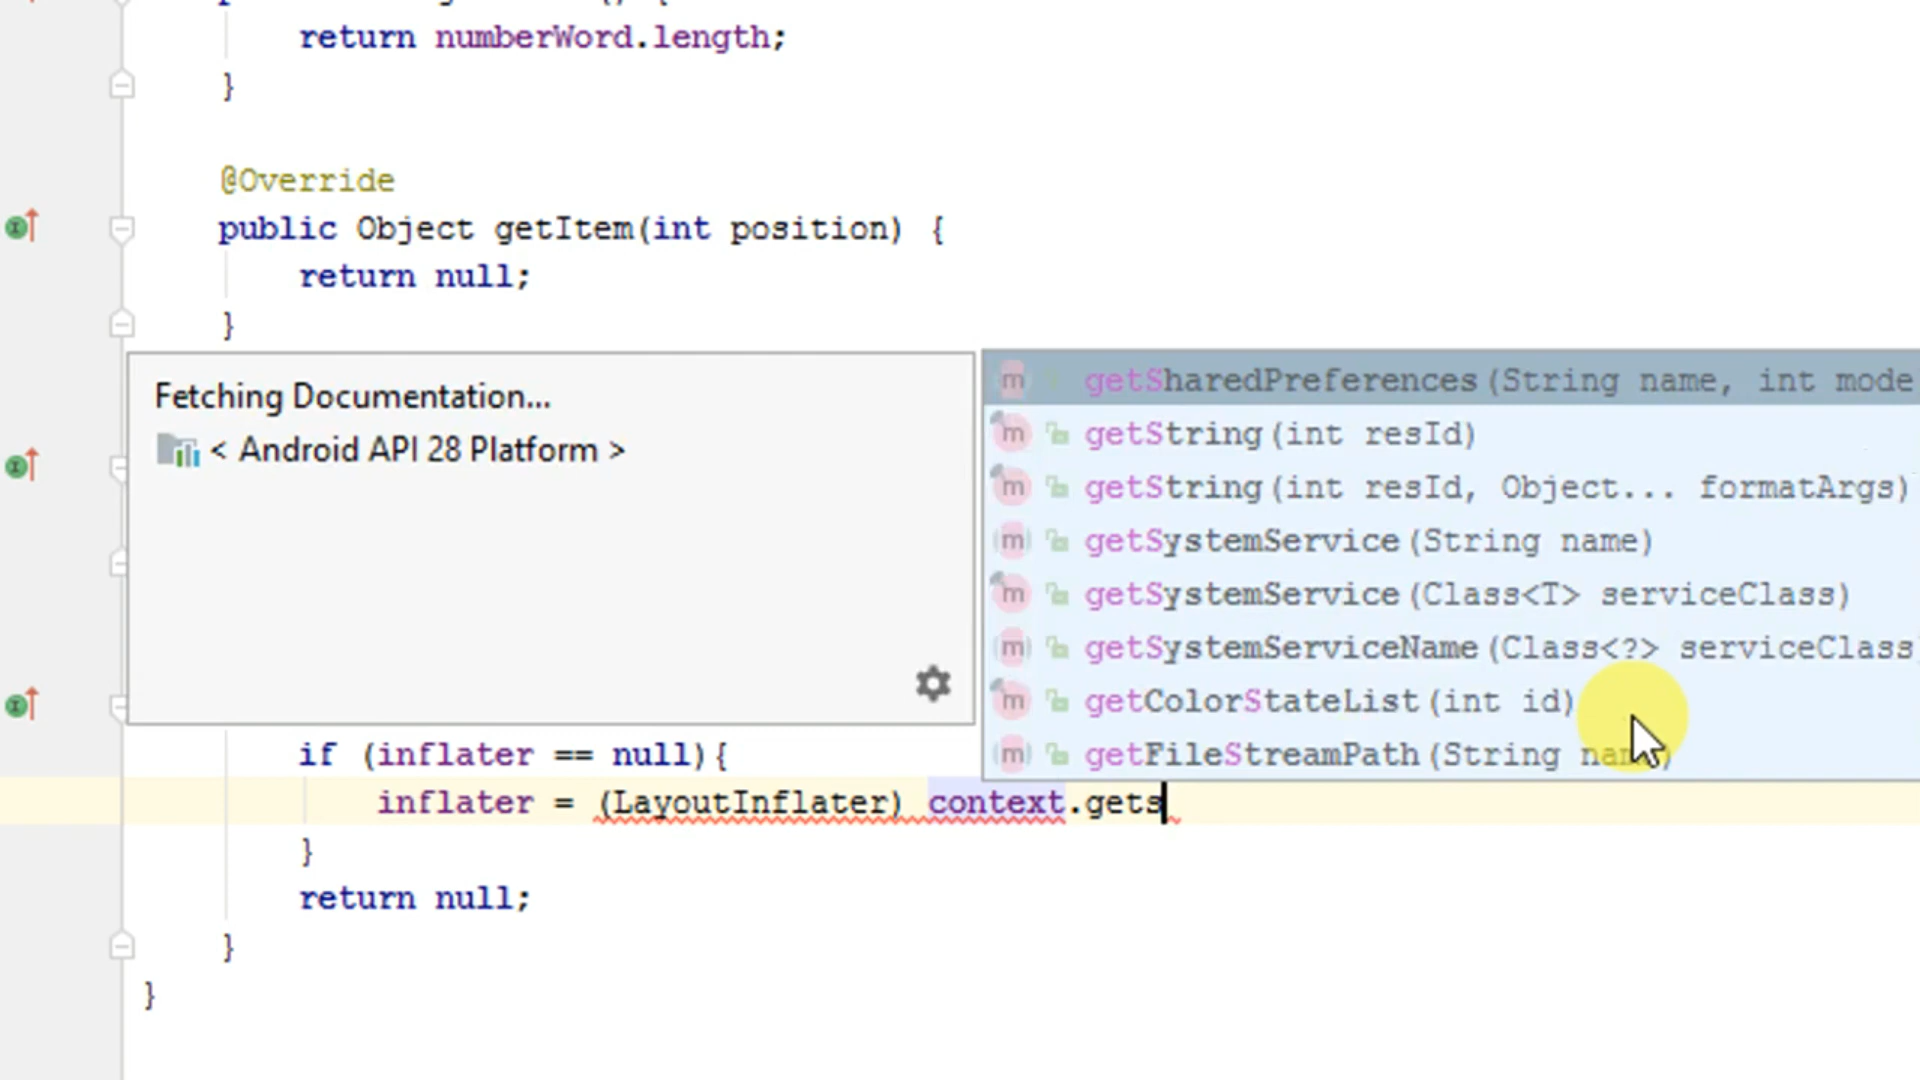 return numberWord.length;
}
@Override
public Object getItem(int position) {
return null;
}
Fetching Documentation...
< Android API 28 Platform >
getSharedPreferences(String name, int mode
getString(int resId)
getString(int resId, Object... formatArgs)
getSystemService(String name)
getSystemService(Class<T> serviceClass)
getSystemServiceName(Class<?> serviceClass)
getColorStateList(int id)
getFileStreamPath(String name)
if (inflater == null){
inflater = (LayoutInflater) context.gets
}
return null;
}
}